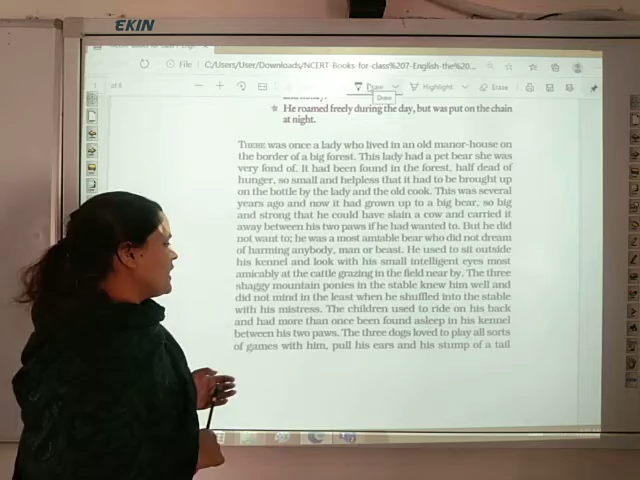 EKIN
File
C:/Users/User/Downloads/NCERT-Books-for-class%207-English-the%20...
of 6
Draw
Highlight
Erase
Draw
He roamed freely during the day, but was put on the chain
at night.
THERE was once a lady who lived in an old manor-house on
the border of a big forest. This lady had a pet bear she was
very fond of. It had been found in the forest, half dead of
hunger, so small and helpless that it had to be brought up
on the bottle by the lady and the old cook. This was several
years ago and now it had grown up to a big bear, so big
and strong that he could have slain a cow and carried it
away between his two paws if he had wanted to. But he did
not want to; he was a most amiable bear who did not dream
of harming anybody, man or beast. He used to sit outside
his kennel and look with his small intelligent eyes most
amicably at the cattle grazing in the field near by. The three
shaggy mountain ponies in the stable knew him well and
did not mind in the least when he shuffled into the stable
with his mistress. The children used to ride on his back
and had more than once been found asleep in his kennel
between his two paws. The three dogs loved to play all sorts
of games with him, pull his ears and his stump of a tail